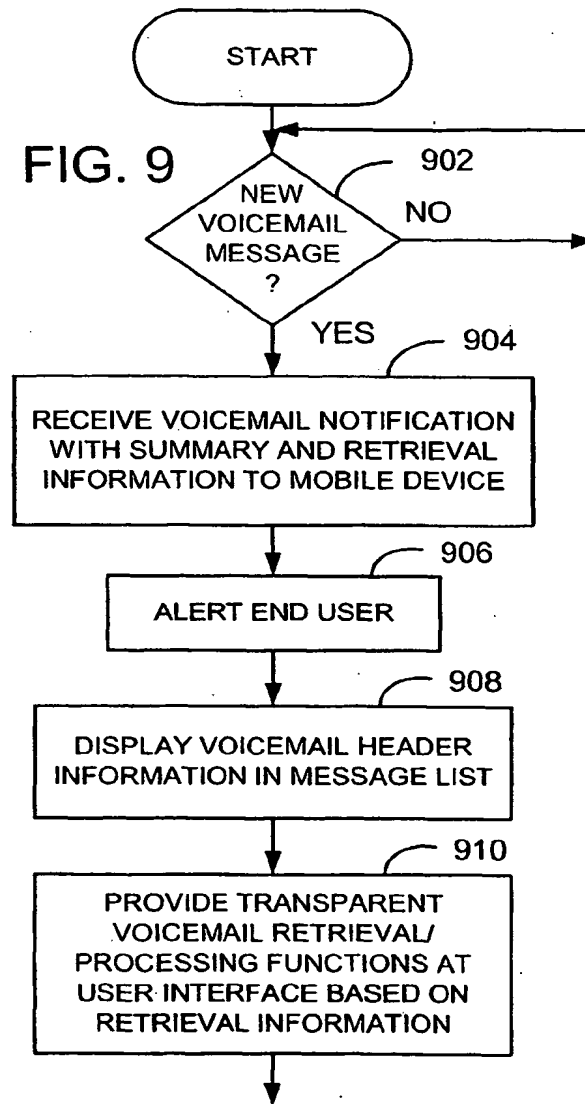 START
FIG. 9
902
NEW
VOICEMAIL
MESSAGE
?
NO
YES
904
RECEIVE VOICEMAIL NOTIFICATION
WITH SUMMARY AND RETRIEVAL
INFORMATION TO MOBILE DEVICE
906
ALERT END USER
908
DISPLAY VOICEMAIL HEADER
INFORMATION IN MESSAGE LIST
910
PROVIDE TRANSPARENT
VOICEMAIL RETRIEVAL/
PROCESSING FUNCTIONS AT
USER INTERFACE BASED ON
RETRIEVAL INFORMATION